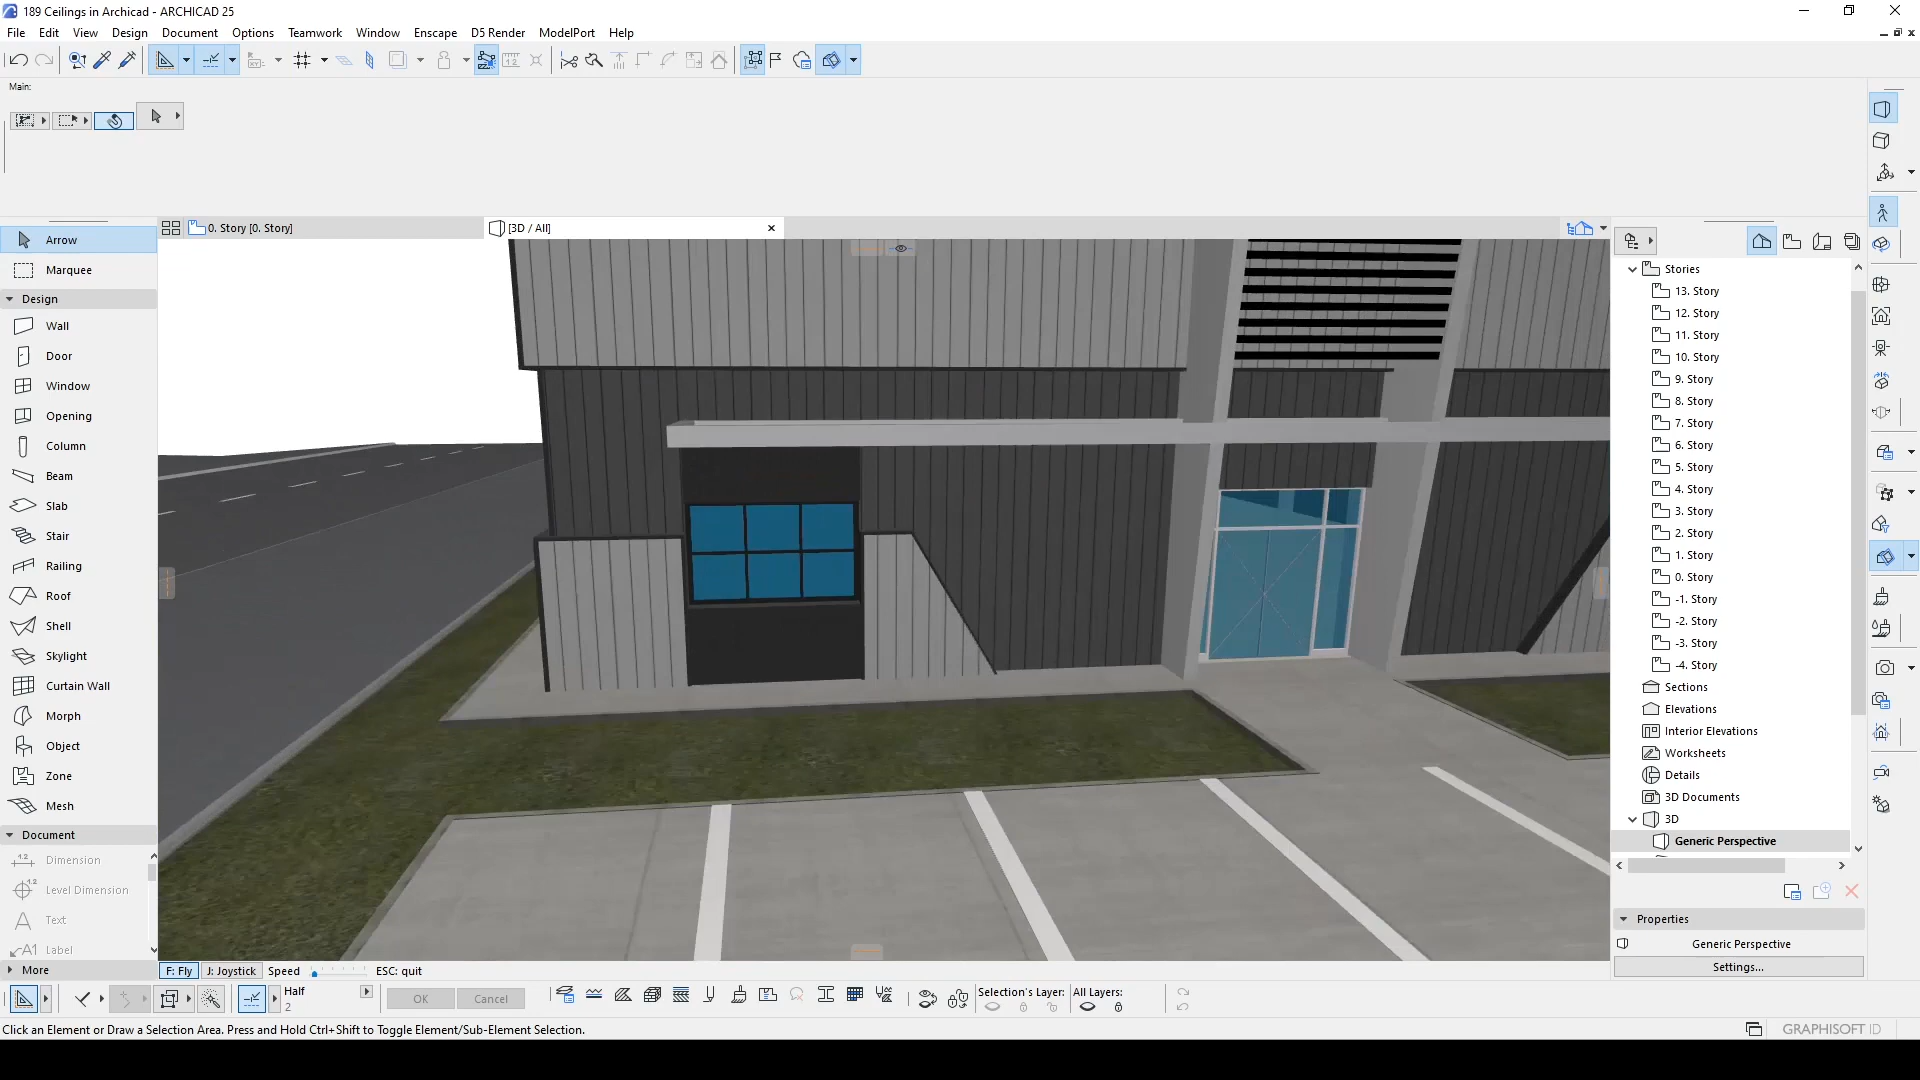 189 Ceilings in Archicad - ARCHICAD 25
File Edit View Design Document Options Teamwork Window Enscape D5 Render ModelPort Help
Main:
0. Story [0. Story]
[3D / All]
Arrow
Marquee
Design
Wall
Door
Window
Opening
Column
Beam
Slab
Stair
Railing
Roof
Shell
Skylight
Curtain Wall
Morph
Object
Zone
Mesh
Document
Dimension
Level Dimension
Text
Label
More
Stories
13. Story
12. Story
11. Story
10. Story
9. Story
8. Story
7. Story
6. Story
5. Story
4. Story
3. Story
2. Story
1. Story
0. Story
-1. Story
-2. Story
-3. Story
-4. Story
Sections
Elevations
Interior Elevations
Worksheets
Details
3D Documents
3D
Generic Perspective
Properties
Generic Perspective
Settings...
F: Fly J: Joystick Speed ESC: quit
Half
2
OK Cancel
Selection's Layer: All Layers:
Click an Element or Draw a Selection Area. Press and Hold Ctrl+Shift to Toggle Element/Sub-Element Selection.
GRAPHISOFT ID